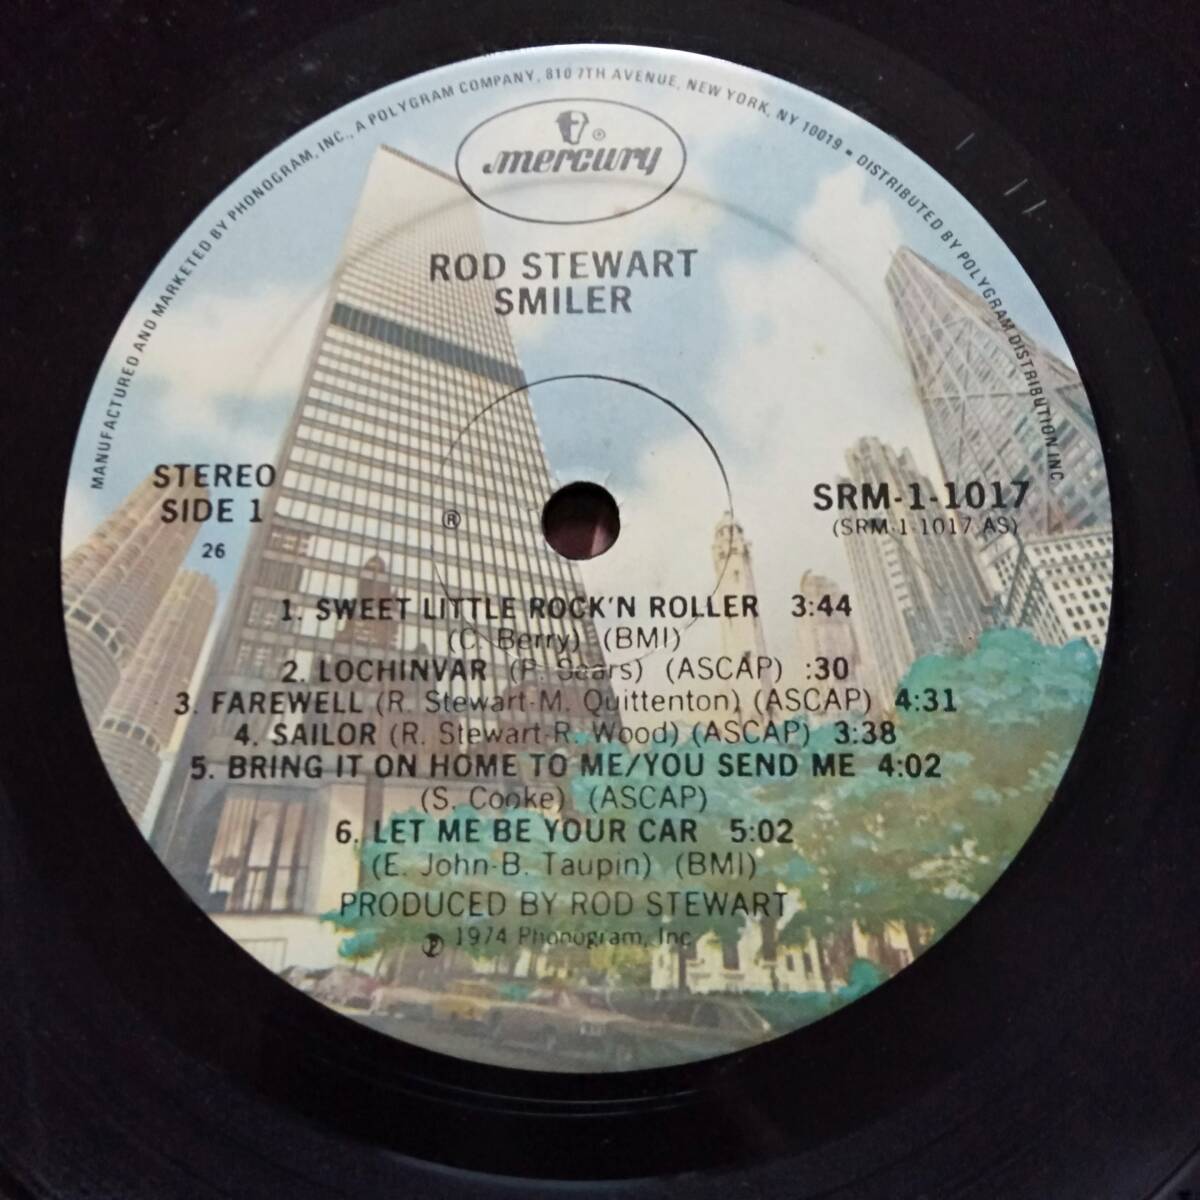 MANUFACTURED AND MARKETED BY PHONOGRAM, INC., A POLYGRAM COMPANY, 810 7TH AVENUE, NEW YORK, NY 10019 • DISTRIBUTED BY POLYGRAM DISTRIBUTION INC
mercury ®
ROD STEWART
SMILER
STEREO
SIDE 1
26
®
SRM-1-1017
(SRM-1-1017 AS)
1. SWEET LITTLE ROCK'N ROLLER 3:44
(C. Berry) (BMI)
2. LOCHINVAR (P. Sears) (ASCAP) :30
3. FAREWELL (R. Stewart-M. Quittenton) (ASCAP) 4:31
4. SAILOR (R. Stewart-R. Wood) (ASCAP) 3:38
5. BRING IT ON HOME TO ME/YOU SEND ME 4:02
(S. Cooke) (ASCAP)
6. LET ME BE YOUR CAR 5:02
(E. John-B. Taupin) (BMI)
PRODUCED BY ROD STEWART
℗ 1974 Phonogram, Inc.